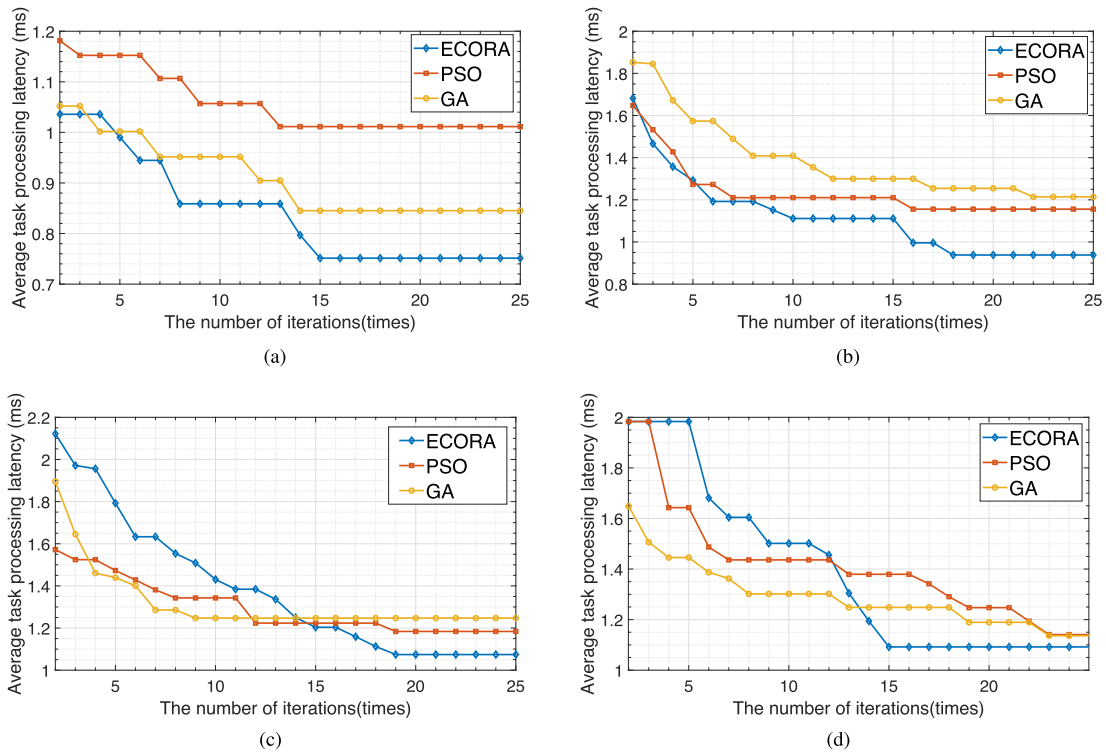 Average task processing latency (ms)
1.2
1.1
1
0.9
0.8
0.7
5
10
15
20
25
The number of iterations(times)
ECORA
PSO
GA
(a)
Average task processing latency (ms)
2
1.8
1.6
1.4
1.2
1
0.8
5
10
15
20
25
The number of iterations(times)
ECORA
PSO
GA
(b)
Average task processing latency (ms)
2.2
2
1.8
1.6
1.4
1.2
1
5
10
15
20
25
The number of iterations(times)
ECORA
PSO
GA
(c)
Average task processing latency (ms)
2
1.8
1.6
1.4
1.2
1
5
10
15
20
The number of iterations(times)
ECORA
PSO
GA
(d)